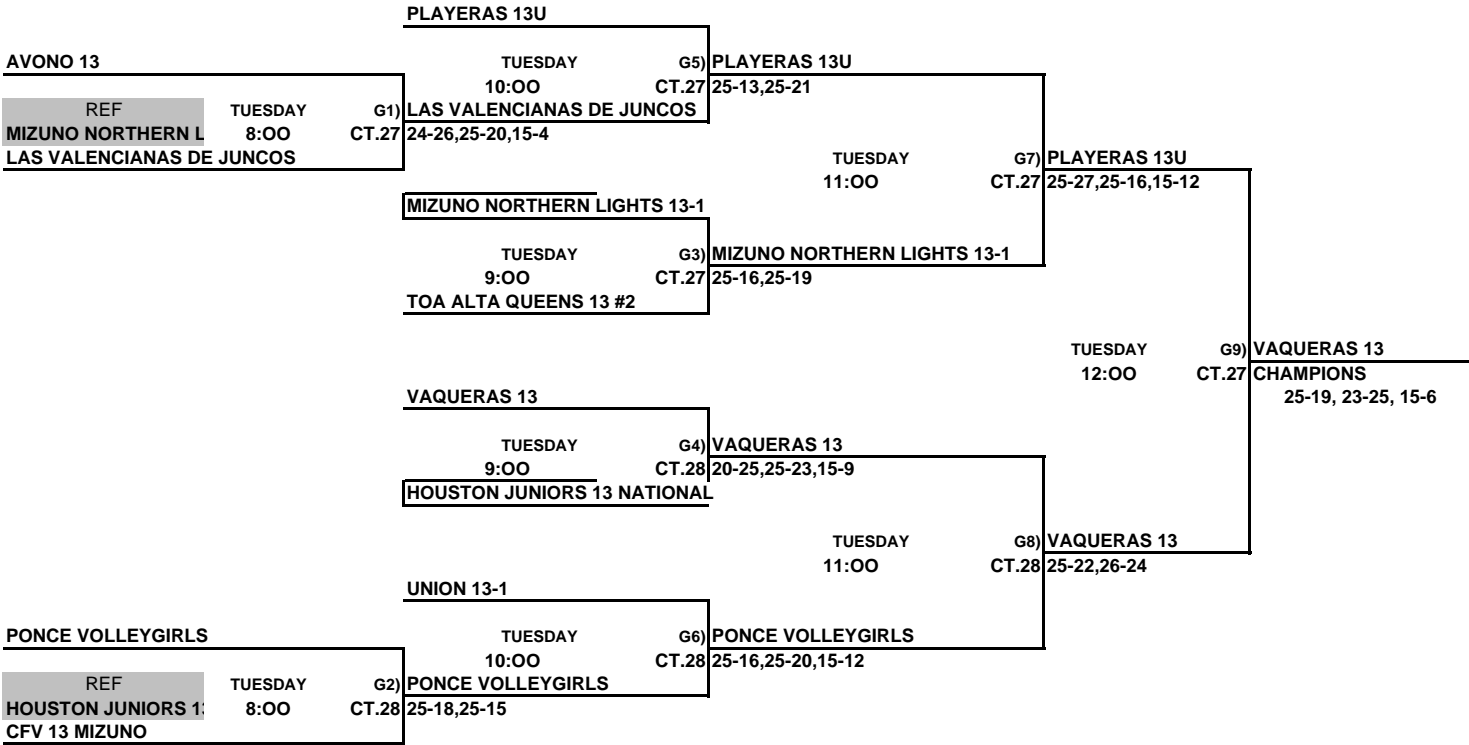 PLAYERAS 13U
AVONO 13 TUESDAY G5) PLAYERAS 13U
10:OO CT.27 25-13,25-21
REF TUESDAY G1) LAS VALENCIANAS DE JUNCOS
MIZUNO NORTHERN L 8:OO CT.27 24-26,25-20,15-4
LAS VALENCIANAS DE JUNCOS TUESDAY G7) PLAYERAS 13U
11:OO CT.27 25-27,25-16,15-12
MIZUNO NORTHERN LIGHTS 13-1
TUESDAY G3) MIZUNO NORTHERN LIGHTS 13-1
9:OO CT.27 25-16,25-19
TOA ALTA QUEENS 13 #2
TUESDAY G9) VAQUERAS 13
12:OO CT.27 CHAMPIONS
VAQUERAS 13 25-19, 23-25, 15-6
TUESDAY G4) VAQUERAS 13
9:OO CT.28 20-25,25-23,15-9
HOUSTON JUNIORS 13 NATIONAL
TUESDAY G8) VAQUERAS 13
11:OO CT.28 25-22,26-24
UNION 13-1
PONCE VOLLEYGIRLS TUESDAY G6) PONCE VOLLEYGIRLS
10:OO CT.28 25-16,25-20,15-12
REF TUESDAY G2) PONCE VOLLEYGIRLS
HOUSTON JUNIORS 1 8:OO CT.28 25-18,25-15
CFV 13 MIZUNO